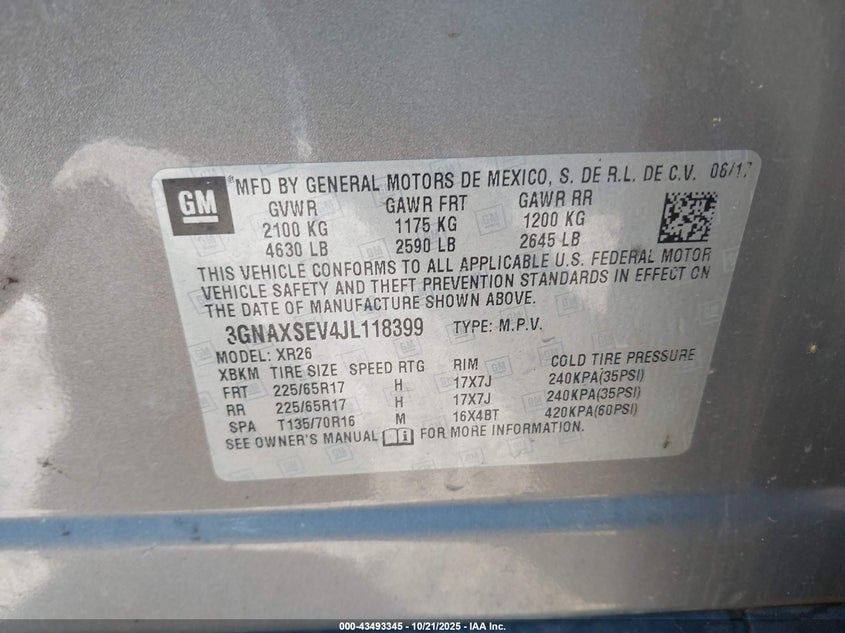 GM
MFD BY GENERAL MOTORS DE MEXICO, S. DE R.L. DE C.V. 06/17
GVWR GAWR FRT GAWR RR
2100 KG 1175 KG 1200 KG
4630 LB 2590 LB 2645 LB
THIS VEHICLE CONFORMS TO ALL APPLICABLE U.S. FEDERAL MOTOR
VEHICLE SAFETY AND THEFT PREVENTION STANDARDS IN EFFECT ON
THE DATE OF MANUFACTURE SHOWN ABOVE.
3GNAXSEV4JL118399 TYPE: M.P.V.
MODEL: XR26
XBKM TIRE SIZE SPEED RTG RIM COLD TIRE PRESSURE
FRT 225/65R17 H 17X7J 240KPA(35PSI)
RR 225/65R17 H 17X7J 240KPA(35PSI)
SPA T135/70R16 M 16X4BT 420KPA(60PSI)
SEE OWNER'S MANUAL FOR MORE INFORMATION.
000-43493345 - 10/21/2025 - IAA Inc.